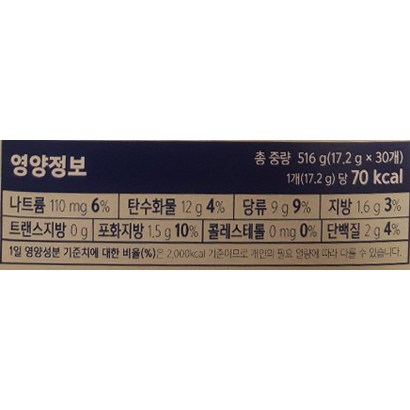 영양정보
총 중량 516 g(17.2 g × 30개)
1개(17.2 g) 당 70 kcal
나트륨 110 mg 6% 탄수화물 12 g 4% 당류 9 g 9% 지방 1.6 g 3%
트랜스지방 0 g 포화지방 1.5 g 10% 콜레스테롤 0 mg 0% 단백질 2 g 4%
1일 영양성분 기준치에 대한 비율(%)은 2,000kcal 기준이므로 개인의 필요 열량에 따라 다를 수 있습니다.